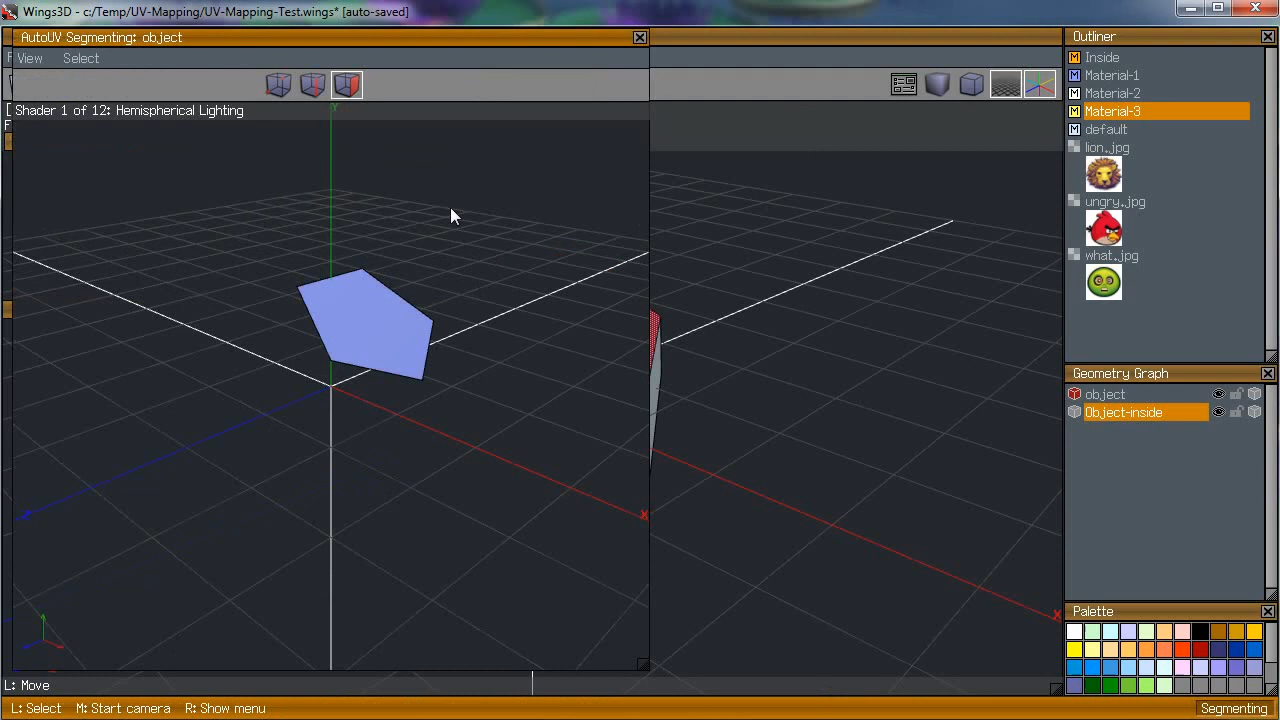 Wings3D - c:/Temp/UV-Mapping/UV-Mapping-Test.wings* [auto-saved]
AutoUV Segmenting: object
View Select
Shader 1 of 12: Hemispherical Lighting
Y
Z
X
X
L: Move
L: Select M: Start camera R: Show menu
Segmenting
Outliner
M Inside
M Material-1
M Material-2
M Material-3
M default
lion.jpg
ungry.jpg
what.jpg
Geometry Graph
object
Object-inside
Palette